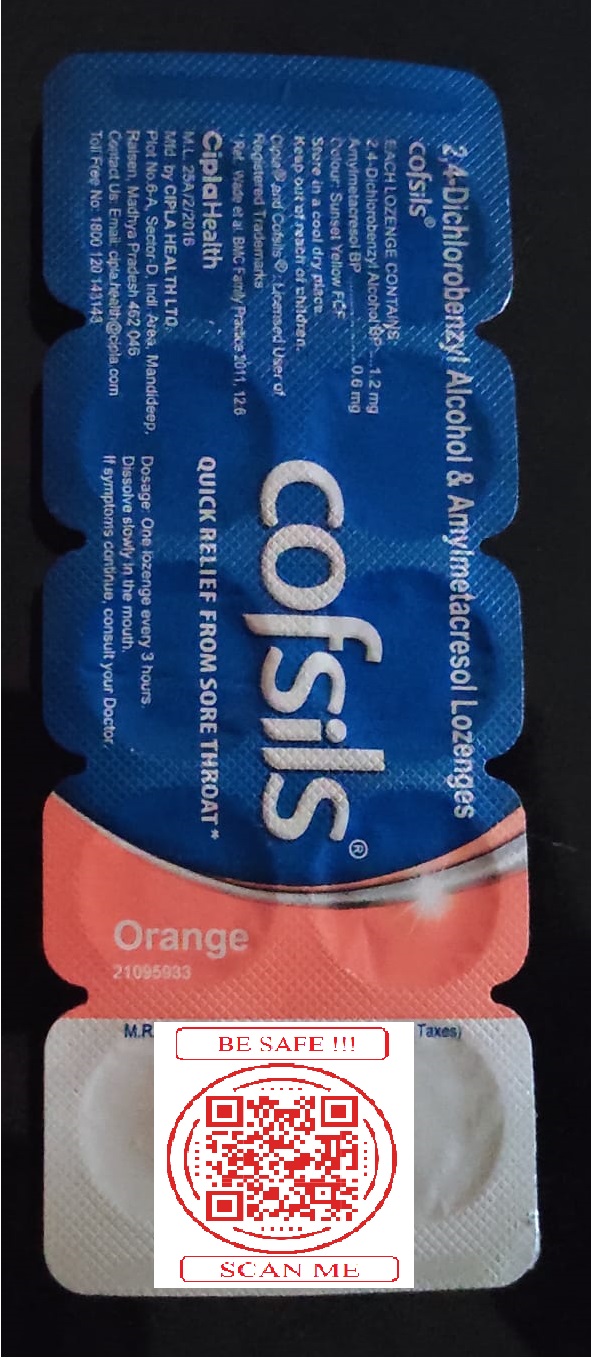 2,4-Dichlorobenzyl Alcohol & Amylmetacresol Lozenges
cofsils®
EACH LOZENGE CONTAINS
2,4-Dichlorobenzyl Alcohol BP.... 1.2 mg
Amylmetacresol BP .............. 0.6 mg
Colour: Sunset Yellow FCF
Store in a cool dry place.
Keep out of reach of children.
Cipla® and Cofsils® : Licensed User of
Registered Trademarks
*Ref. Wade et al. BMC Family Practice 2011, 12:6
CiplaHealth
M.L. 25A/2/2016
Mfd. by CIPLA HEALTH LTD.
Plot No.6-A, Sector-D, Indl. Area, Mandideep,
Raisen, Madhya Pradesh 462 046
Contact Us: Email: cipla.health@cipla.com
Toll Free No. 1800 120 143143
cofsils®
QUICK RELIEF FROM SORE THROAT*
Dosage: One lozenge every 3 hours.
Dissolve slowly in the mouth.
If symptoms continue, consult your Doctor.
Orange
21095933
M.R Taxes)
BE SAFE !!!
SCAN ME